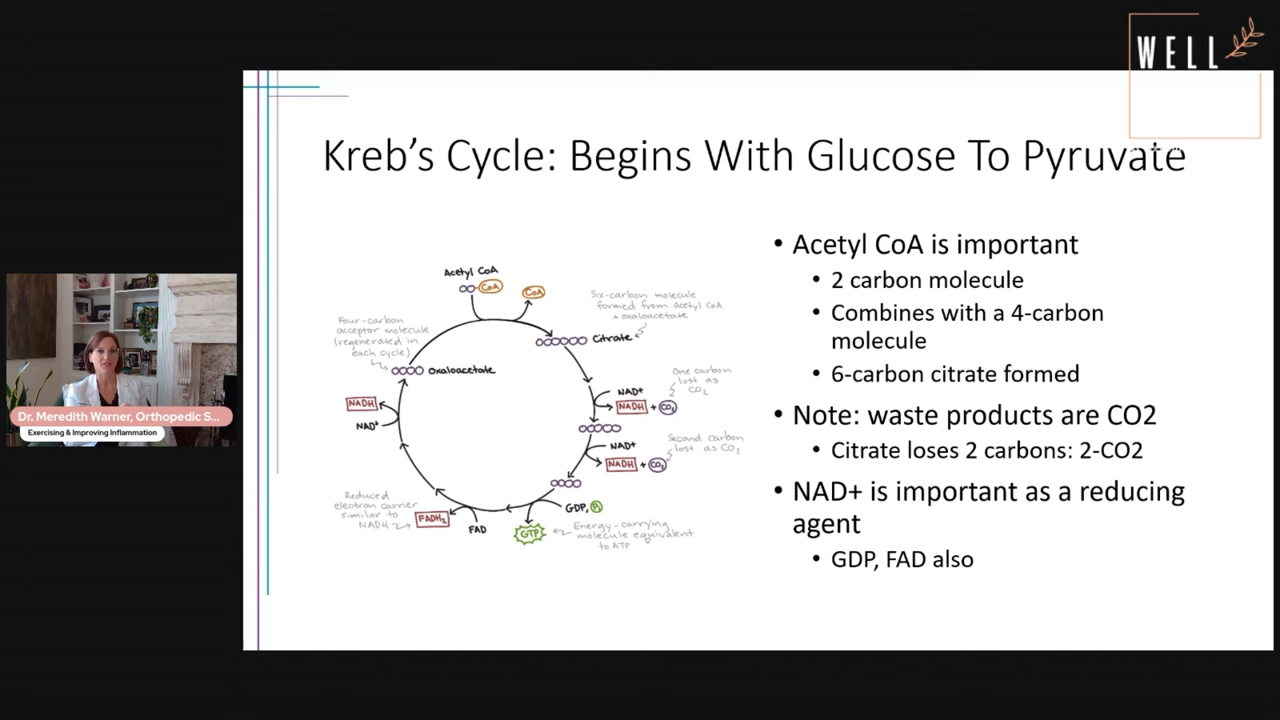 WELL
Kreb's Cycle: Begins With Glucose To Pyruvate
Acetyl CoA
CoA
CoA
Six-carbon molecule
formed from acetyl CoA
+ oxaloacetate
Citrate
Four-carbon
acceptor molecule
(regenerated in
each cycle)
Oxaloacetate
One carbon
lost as
CO2
NAD+
NADH + CO2
NADH
NAD+
Second carbon
lost as CO2
NAD+
NADH + CO2
Reduced
electron carrier
similar to
NADH
FADH2
FAD
GDP, Pi
GTP
Energy-carrying
molecule equivalent
to ATP
• Acetyl CoA is important
• 2 carbon molecule
• Combines with a 4-carbon
molecule
• 6-carbon citrate formed
• Note: waste products are CO2
• Citrate loses 2 carbons: 2-CO2
• NAD+ is important as a reducing
agent
• GDP, FAD also
Dr. Meredith Warner, Orthopedic S...
Exercising & Improving Inflammation